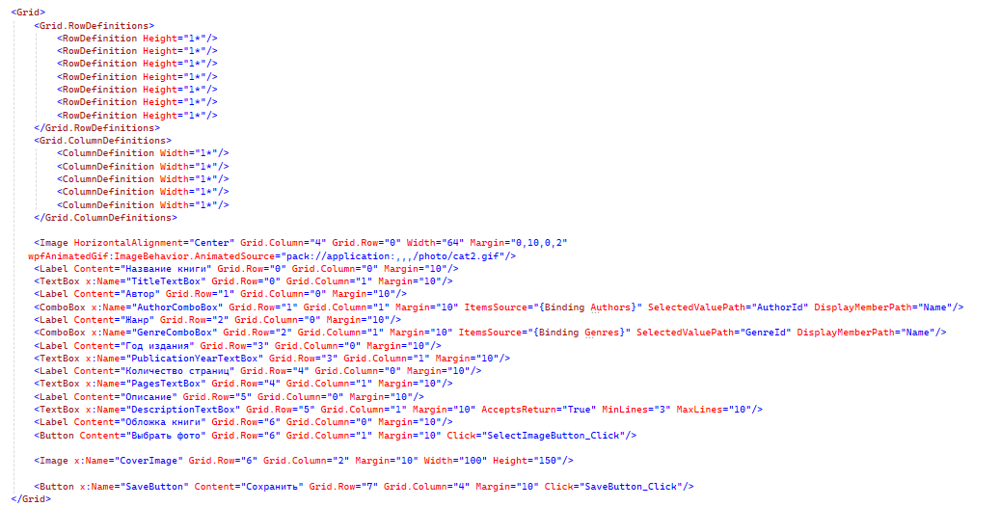 <Grid>
<Grid.RowDefinitions>
<RowDefinition Height="1*"/>
<RowDefinition Height="1*"/>
<RowDefinition Height="1*"/>
<RowDefinition Height="1*"/>
<RowDefinition Height="1*"/>
<RowDefinition Height="1*"/>
<RowDefinition Height="1*"/>
</Grid.RowDefinitions>
<Grid.ColumnDefinitions>
<ColumnDefinition Width="1*"/>
<ColumnDefinition Width="1*"/>
<ColumnDefinition Width="1*"/>
<ColumnDefinition Width="1*"/>
<ColumnDefinition Width="1*"/>
</Grid.ColumnDefinitions>
<Image HorizontalAlignment="Center" Grid.Column="4" Grid.Row="0" Width="64" Margin="0,10,0,2"
wpfAnimatedGif:ImageBehavior.AnimatedSource="pack://application:,,,/photo/cat2.gif"/>
<Label Content="Название книги" Grid.Row="0" Grid.Column="0" Margin="10"/>
<TextBox x:Name="TitleTextBox" Grid.Row="0" Grid.Column="1" Margin="10"/>
<Label Content="Автор" Grid.Row="1" Grid.Column="0" Margin="10"/>
<ComboBox x:Name="AuthorComboBox" Grid.Row="1" Grid.Column="1" Margin="10" ItemsSource="{Binding Authors}" SelectedValuePath="AuthorId" DisplayMemberPath="Name"/>
<Label Content="Жанр" Grid.Row="2" Grid.Column="0" Margin="10"/>
<ComboBox x:Name="GenreComboBox" Grid.Row="2" Grid.Column="1" Margin="10" ItemsSource="{Binding Genres}" SelectedValuePath="GenreId" DisplayMemberPath="Name"/>
<Label Content="Год издания" Grid.Row="3" Grid.Column="0" Margin="10"/>
<TextBox x:Name="PublicationYearTextBox" Grid.Row="3" Grid.Column="1" Margin="10"/>
<Label Content="Количество страниц" Grid.Row="4" Grid.Column="0" Margin="10"/>
<TextBox x:Name="PagesTextBox" Grid.Row="4" Grid.Column="1" Margin="10"/>
<Label Content="Описание" Grid.Row="5" Grid.Column="0" Margin="10"/>
<TextBox x:Name="DescriptionTextBox" Grid.Row="5" Grid.Column="1" Margin="10" AcceptsReturn="True" MinLines="3" MaxLines="10"/>
<Label Content="Обложка книги" Grid.Row="6" Grid.Column="0" Margin="10"/>
<Button Content="Выбрать фото" Grid.Row="6" Grid.Column="1" Margin="10" Click="SelectImageButton_Click"/>
<Image x:Name="CoverImage" Grid.Row="6" Grid.Column="2" Margin="10" Width="100" Height="150"/>
<Button x:Name="SaveButton" Content="Сохранить" Grid.Row="7" Grid.Column="4" Margin="10" Click="SaveButton_Click"/>
</Grid>